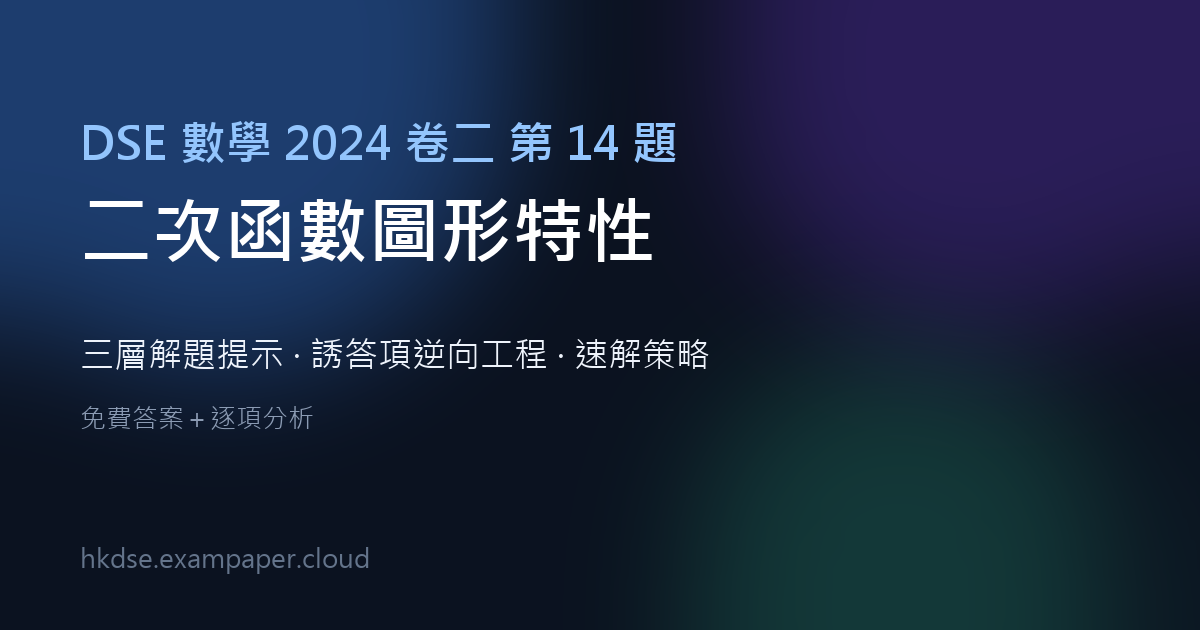 DSE 數學 2024 卷二 第 14 題
二次函數圖形特性
三層解題提示 · 誘答項逆向工程 · 速解策略
免費答案 + 逐項分析
hkdse.exampaper.cloud